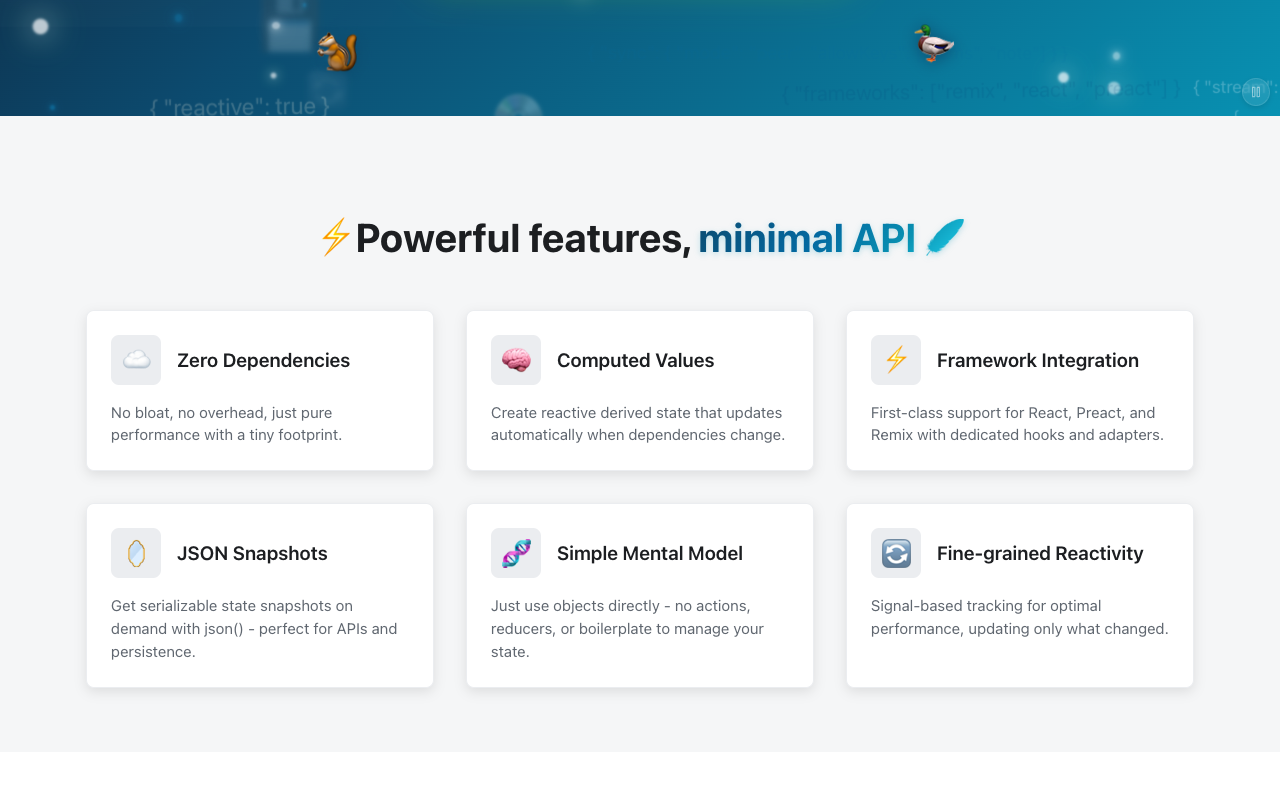 { "reactive": true }
{ "frameworks": ["remix", "react", "preact"] }
{ "stream":
Powerful features, minimal API
Zero Dependencies
No bloat, no overhead, just pure
performance with a tiny footprint.
Computed Values
Create reactive derived state that updates
automatically when dependencies change.
Framework Integration
First-class support for React, Preact, and
Remix with dedicated hooks and adapters.
JSON Snapshots
Get serializable state snapshots on
demand with json() - perfect for APIs and
persistence.
Simple Mental Model
Just use objects directly - no actions,
reducers, or boilerplate to manage your
state.
Fine-grained Reactivity
Signal-based tracking for optimal
performance, updating only what changed.